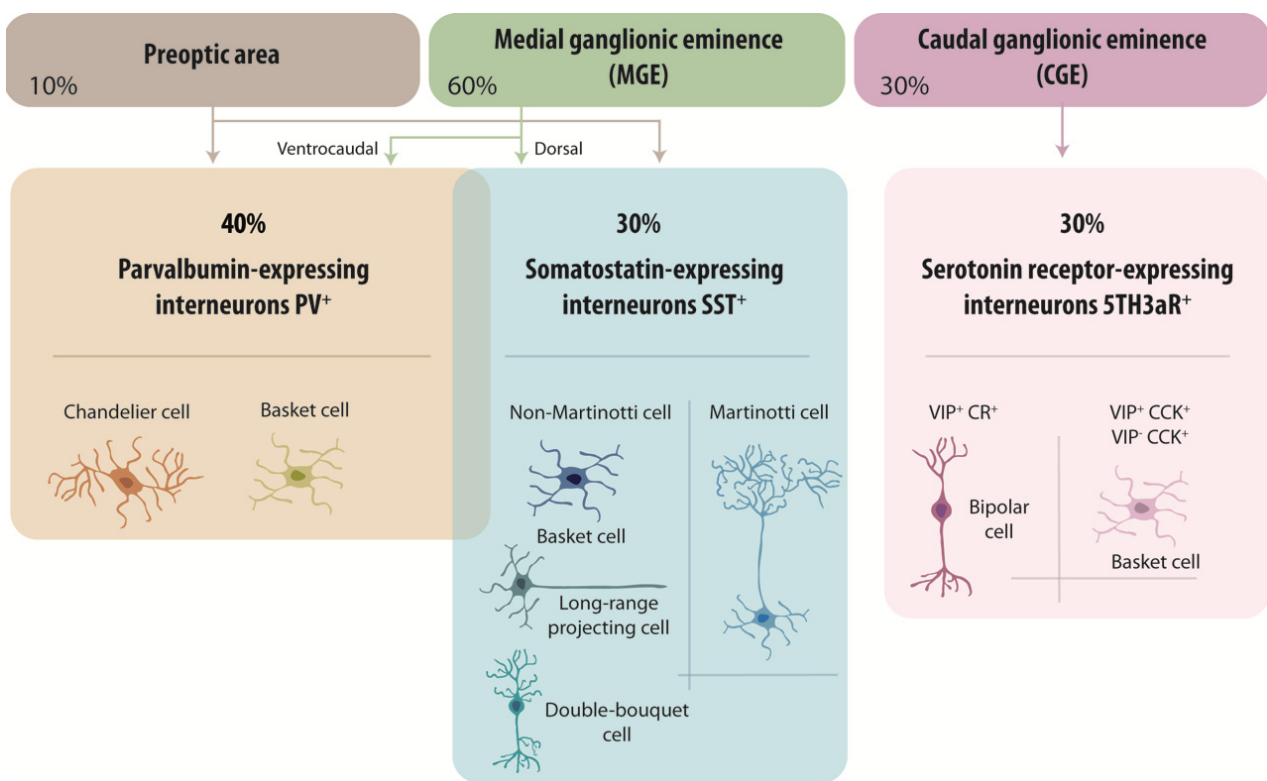 Preoptic area
10%
Medial ganglionic eminence
(MGE)
60%
Caudal ganglionic eminence
(CGE)
30%
Ventrocaudal
Dorsal
40%
Parvalbumin-expressing
interneurons PV⁺
Chandelier cell
Basket cell
30%
Somatostatin-expressing
interneurons SST⁺
Non-Martinotti cell
Martinotti cell
Basket cell
Long-range
projecting cell
Double-bouquet
cell
30%
Serotonin receptor-expressing
interneurons 5TH3aR⁺
VIP⁺ CR⁺
Bipolar
cell
VIP⁺ CCK⁺
VIP⁻ CCK⁺
Basket cell